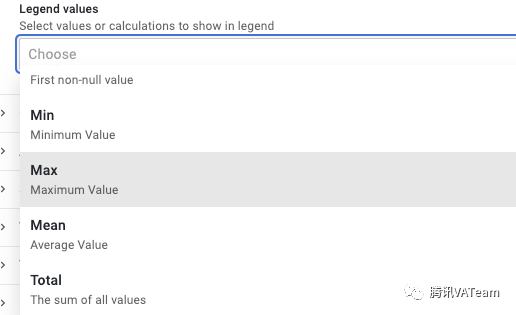 Legend values
Select values or calculations to show in legend
Choose
First non-null value
Min
Minimum Value
Max
Maximum Value
Mean
Average Value
Total
The sum of all values
腾讯VATeam